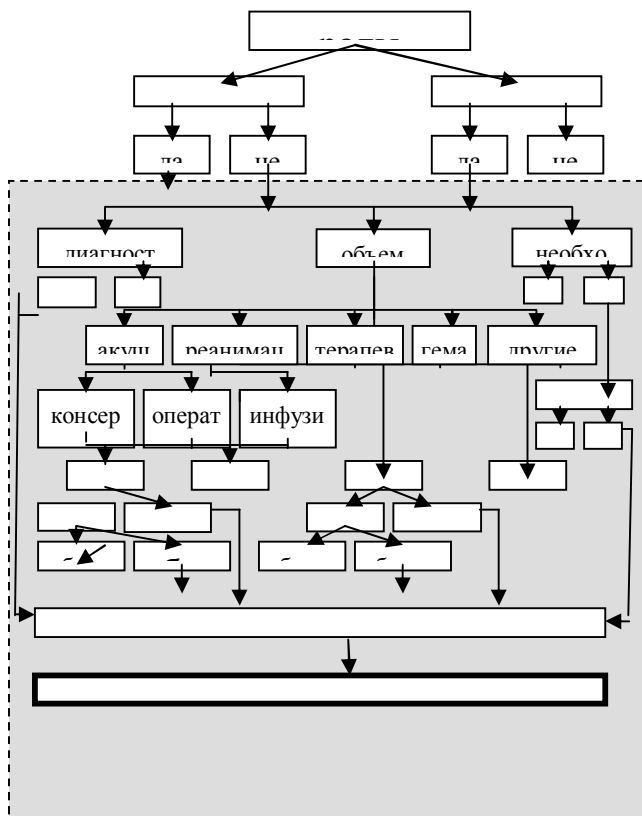 да
не
да
не
диагност
объем
необхо
акуш
реанимац
терапев
гема
другие
консер
операт
инфузи